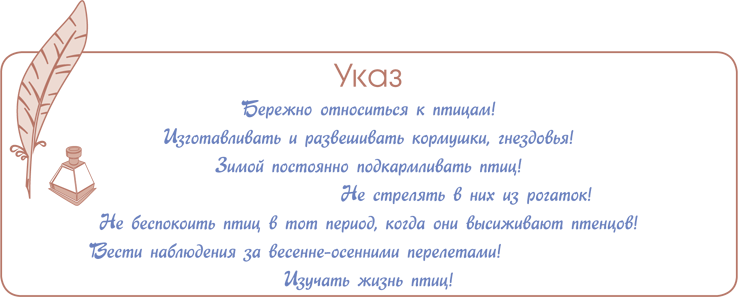 Указ
Бережно относиться к птицам!
Изготавливать и развешивать кормушки, гнездовья!
Зимой постоянно подкармливать птиц!
Не стрелять в них из рогаток!
Не беспокоить птиц в тот период, когда они высиживают птенцов!
Вести наблюдения за весенне-осенними перелетами!
Изучать жизнь птиц!